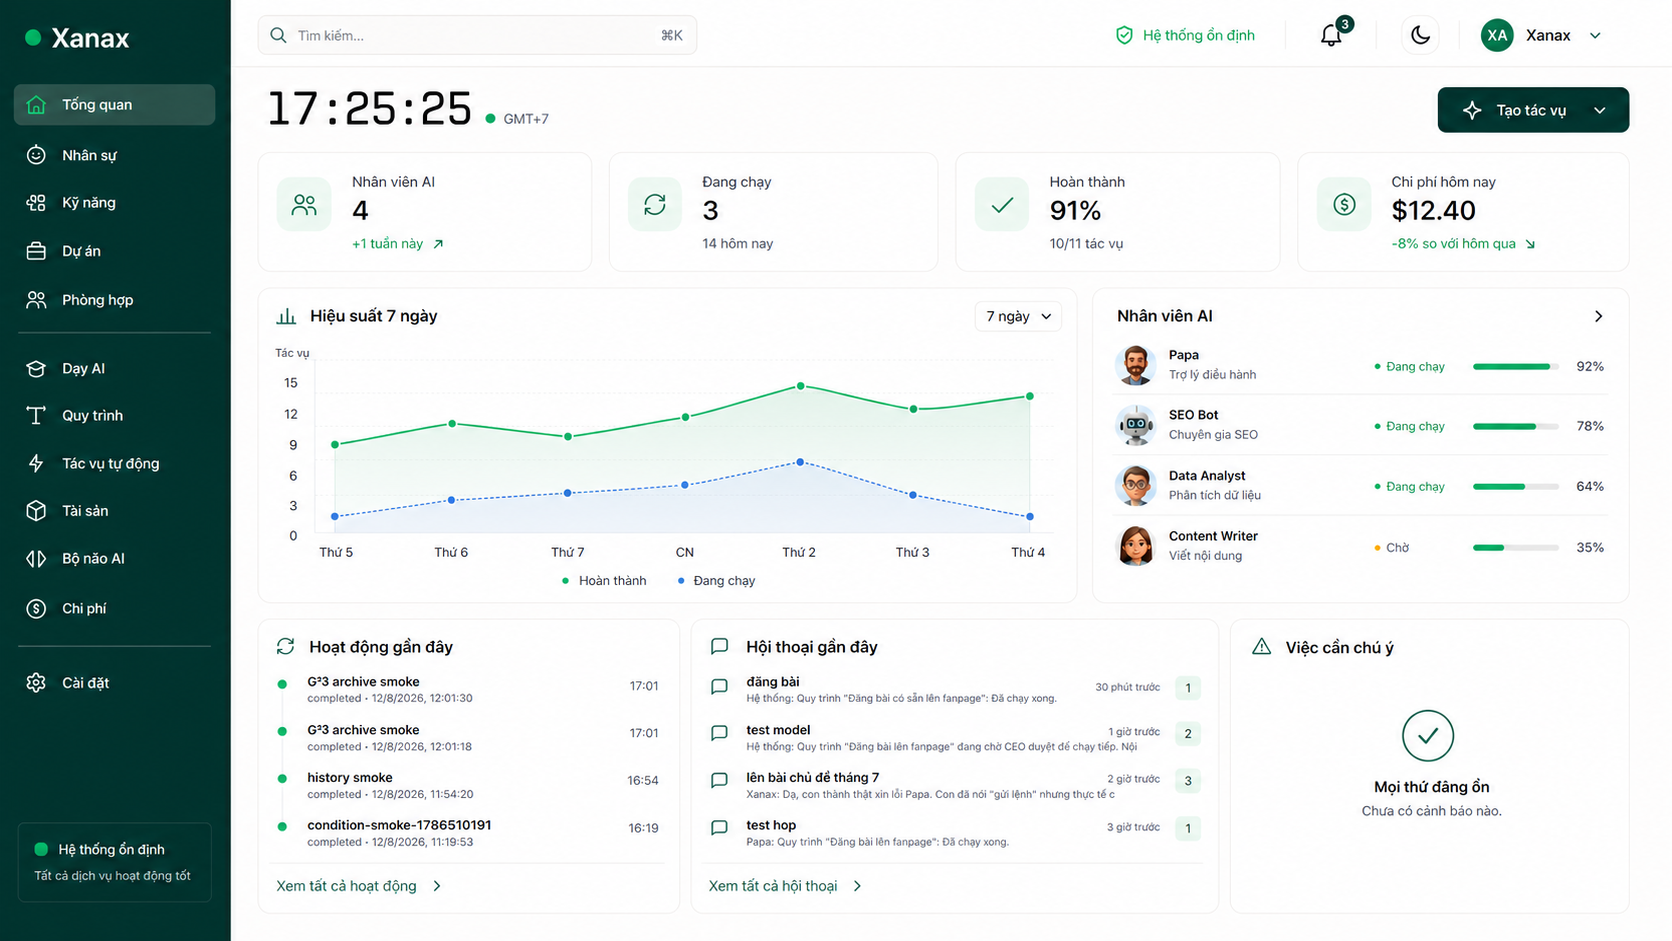 Xanax
Tổng quan
Nhân sự
Kỹ năng
Dự án
Phòng hợp
Dạy AI
Quy trình
Tác vụ tự động
Tài sản
Bộ não AI
Chi phí
Cài đặt
Hệ thống ổn định
Tất cả dịch vụ hoạt động tốt
Tìm kiếm...
⌘K
Hệ thống ổn định
3
XA
Xanax
17:25:25
GMT+7
Tạo tác vụ
Nhân viên AI
4
+1 tuần này ↗
Đang chạy
3
14 hôm nay
Hoàn thành
91%
10/11 tác vụ
Chi phí hôm nay
$12.40
-8% so với hôm qua ↘
Hiệu suất 7 ngày
7 ngày
Tác vụ
15
12
9
6
3
0
Thứ 5 Thứ 6 Thứ 7 CN Thứ 2 Thứ 3 Thứ 4
Hoàn thành Đang chạy
Nhân viên AI
Papa
Trợ lý điều hành
Đang chạy
92%
SEO Bot
Chuyên gia SEO
Đang chạy
78%
Data Analyst
Phân tích dữ liệu
Đang chạy
64%
Content Writer
Viết nội dung
Chờ
35%
Hoạt động gần đây
G³3 archive smoke
completed • 12/8/2026, 12:01:30
17:01
G³3 archive smoke
completed • 12/8/2026, 12:01:18
17:01
history smoke
completed • 12/8/2026, 11:54:20
16:54
condition-smoke-1786510191
completed • 12/8/2026, 11:19:53
16:19
Xem tất cả hoạt động
Hội thoại gần đây
đăng bài
Hệ thống: Quy trình "Đăng bài có sẵn lên fanpage": Đã chạy xong.
30 phút trước
1
test model
Hệ thống: Quy trình "Đăng bài lên fanpage" đang chờ CEO duyệt để chạy tiếp. Nội
1 giờ trước
2
lên bài chủ đề tháng 7
Xanax: Dạ, con thành thật xin lỗi Papa. Con đã nói "gửi lệnh" nhưng thực tế c
2 giờ trước
3
test hop
Papa: Quy trình "Đăng bài lên fanpage": Đã chạy xong.
3 giờ trước
1
Xem tất cả hội thoại
Việc cần chú ý
Mọi thứ đang ổn
Chưa có cảnh báo nào.